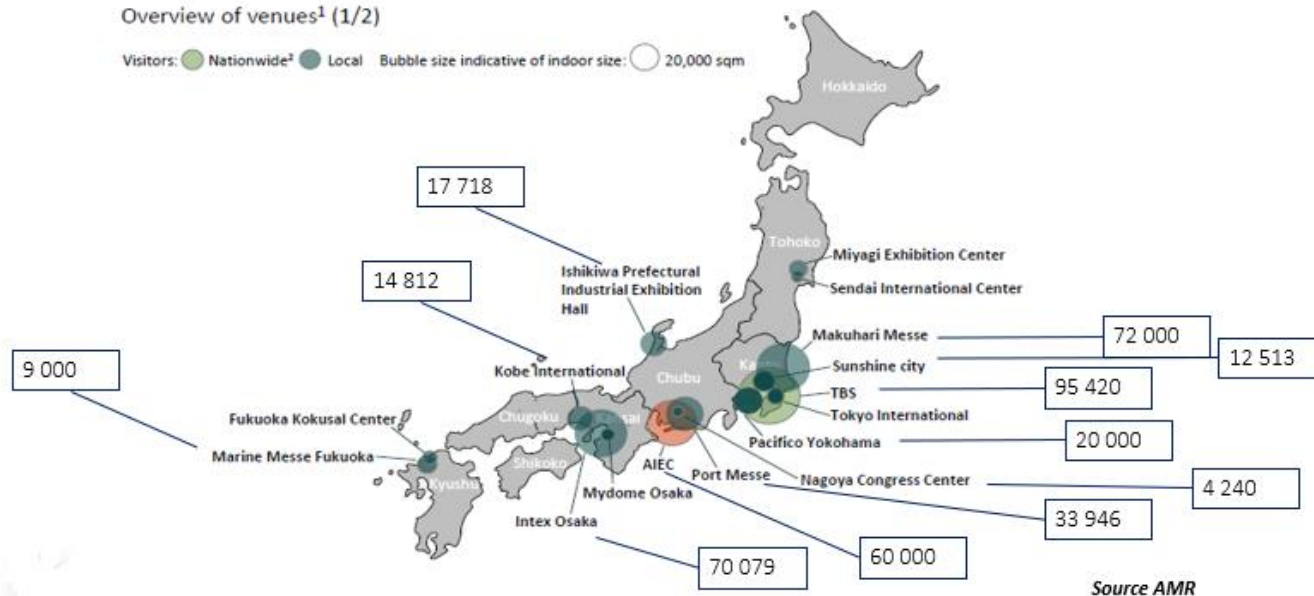 Overview of venues¹ (1/2)
Visitors: Nationwide² Local Bubble size indicative of indoor size: 20,000 sqm
Hokkaido
17 718
Tohoko
Miyagi Exhibition Center
Sendai International Center
14 812
Ishikiwa Prefectural
Industrial Exhibition
Hall
Makuhari Messe
72 000
Sunshine city
12 513
9 000
Kobe International
Chubu
TBS
95 420
Tokyo International
Fukuoka Kokusal Center
Chugoku
Pacifico Yokohama
20 000
Marine Messe Fukuoka
Kyushu
Shikoko
AIEC
Port Messe
Nagoya Congress Center
4 240
Mydome Osaka
Intex Osaka
33 946
70 079
60 000
Source AMR